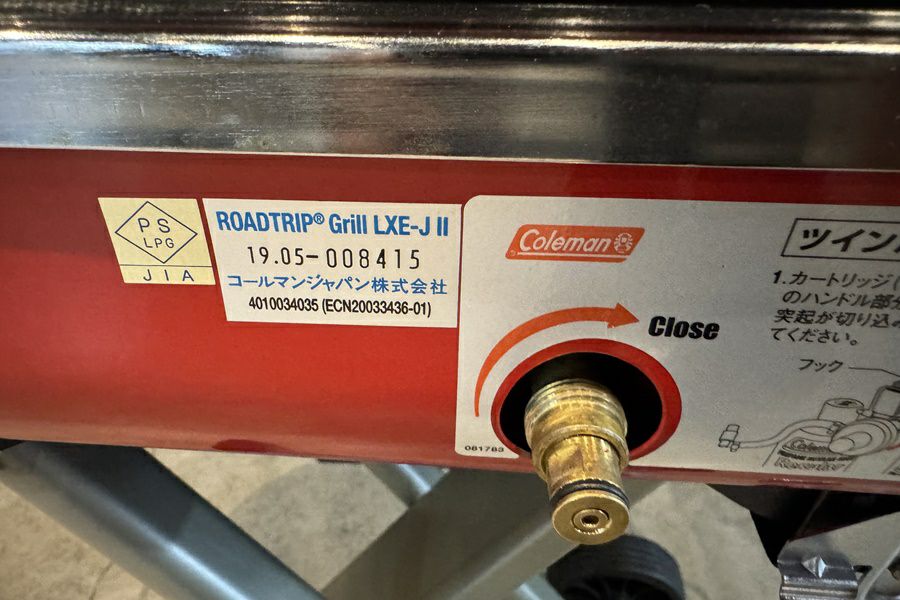 PS
LPG
JIA
ROADTRIP® Grill LXE-J II
19.05-008415
コールマンジャパン株式会社
4010034035 (ECN20033436-01)
Coleman
Close
081783
ツイン
1.カートリッジ(
のハンドル部分
突起が切り込
てください。
フック
Coleman